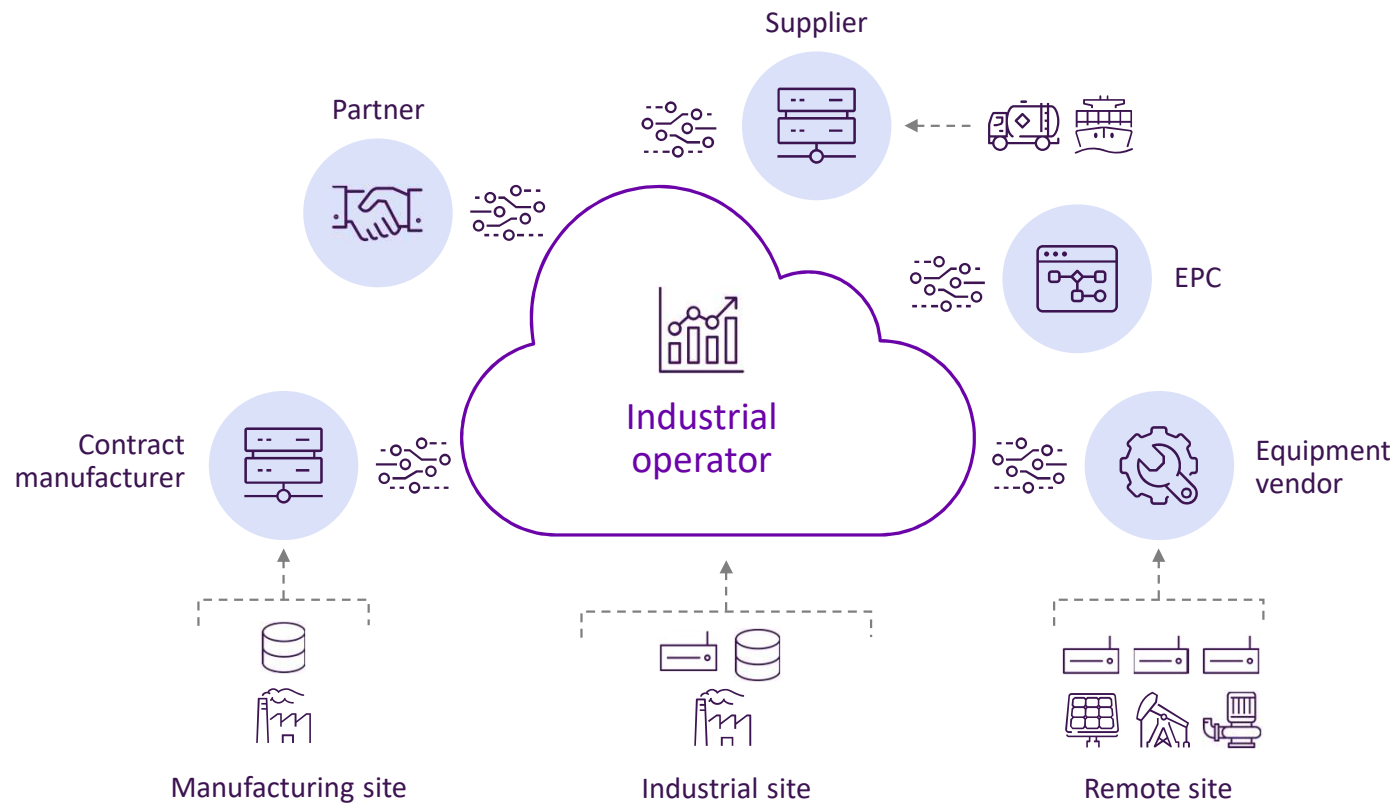 Supplier
Partner
EPC
Industrial
operator
Contract
manufacturer
Equipment
vendor
Manufacturing site
Industrial site
Remote site